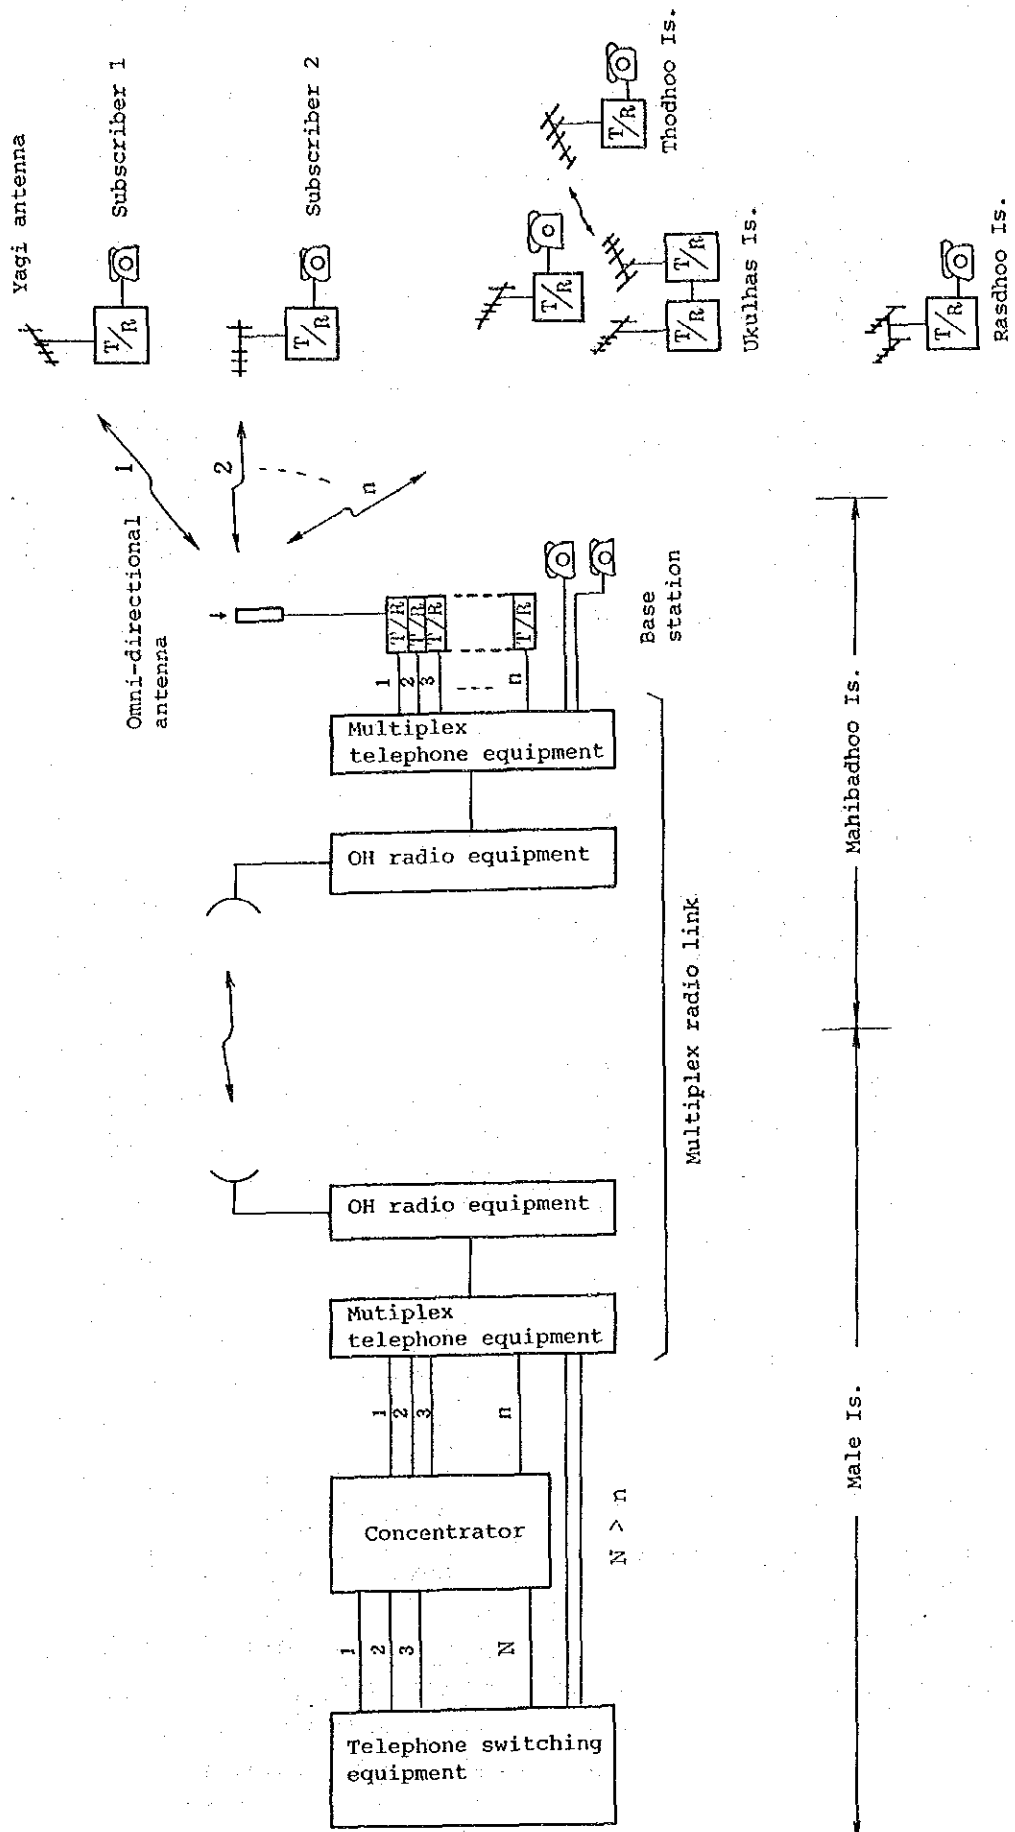 Telephone switching
equipment
1
2
3
N
Concentrator
N > n
1
2
3
n
Mutiplex
telephone equipment
OH radio equipment
Multiplex radio link
OH radio equipment
Multiplex
telephone equipment
1
2
3
n
T/R
T/R
T/R
T/R
Base
station
Omni-directional
antenna
1
2
n
Yagi antenna
T/R
Subscriber 1
T/R
Subscriber 2
T/R
T/R
T/R
Ukulhas Is.
T/R
Thodhoo Is.
T/R
Rasdhoo Is.
Male Is.
Mahibadhoo Is.